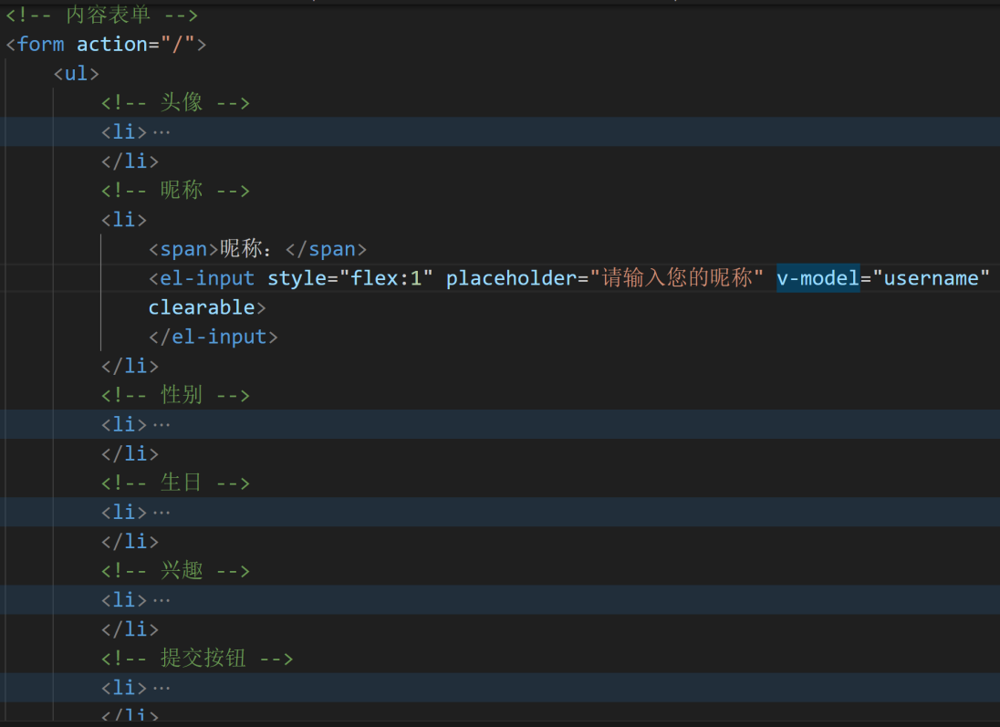 <!-- 内容表单 -->
<form action="/">
<ul>
<!-- 头像 -->
<li>…
</li>
<!-- 昵称 -->
<li>
<span>昵称：</span>
<el-input style="flex:1" placeholder="请输入您的昵称" v-model="username"
clearable>
</el-input>
</li>
<!-- 性别 -->
<li>…
</li>
<!-- 生日 -->
<li>…
</li>
<!-- 兴趣 -->
<li>…
</li>
<!-- 提交按钮 -->
<li>…
</li>